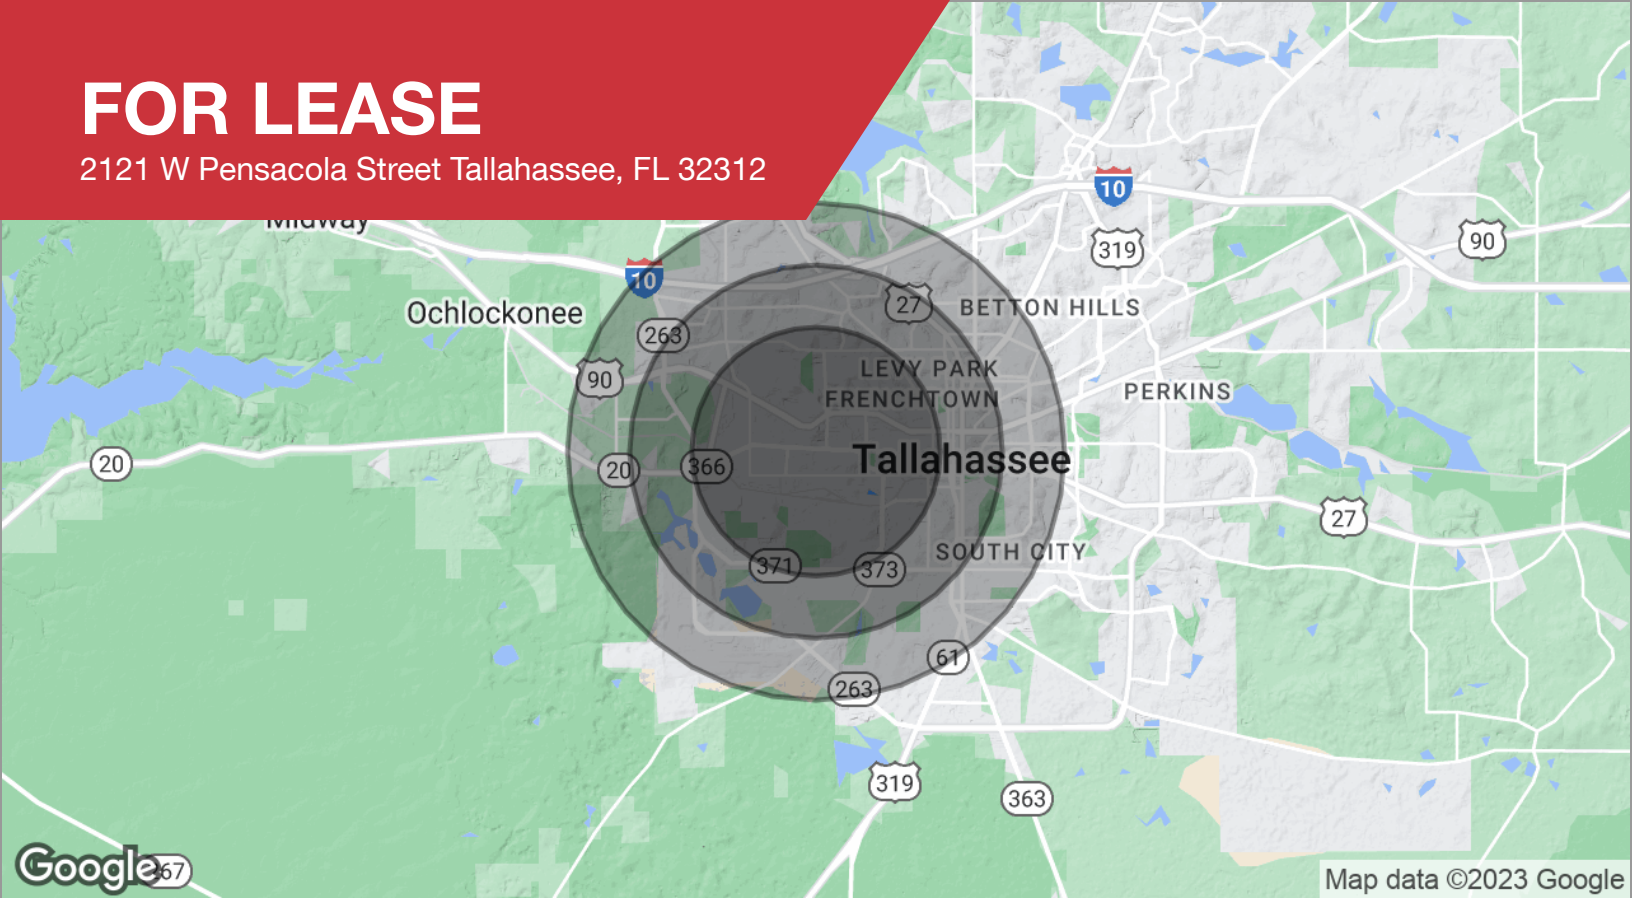 FOR LEASE
2121 W Pensacola Street Tallahassee, FL 32312
Midway
10
319
90
10
Ochlockonee
27
BETTON HILLS
263
90
LEVY PARK
FRENCHTOWN
PERKINS
20
20
366
Tallahassee
27
371
373
SOUTH CITY
61
263
319
363
Google
67
Map data ©2023 Google